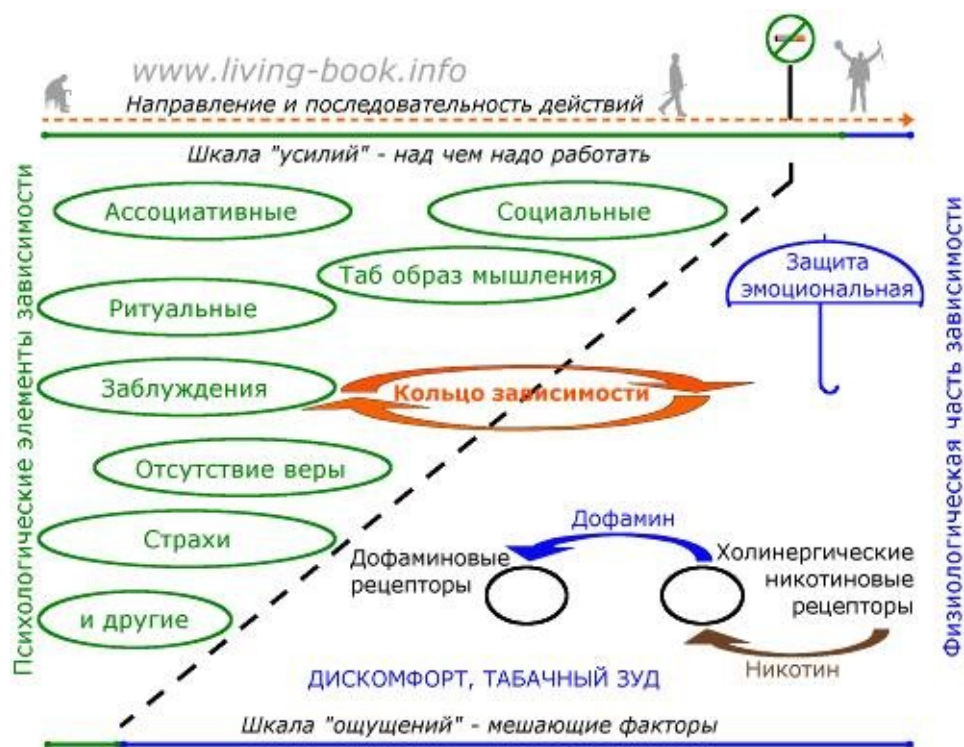 www.living-book.info
Направление и последовательность действий
Шкала "усилий" - над чем надо работать
Психологические элементы зависимости
Ассоциативные
Социальные
Таб образ мышления
Ритуальные
Защита
эмоциональная
Заблуждения
Кольцо зависимости
Отсутствие веры
Страхи
и другие
Дофамин
Дофаминовые
рецепторы
Холинергические
никотиновые
рецепторы
Никотин
ДИСКОМФОРТ, ТАБАЧНЫЙ ЗУД
Физиологическая часть зависимости
Шкала "ощущений" - мешающие факторы